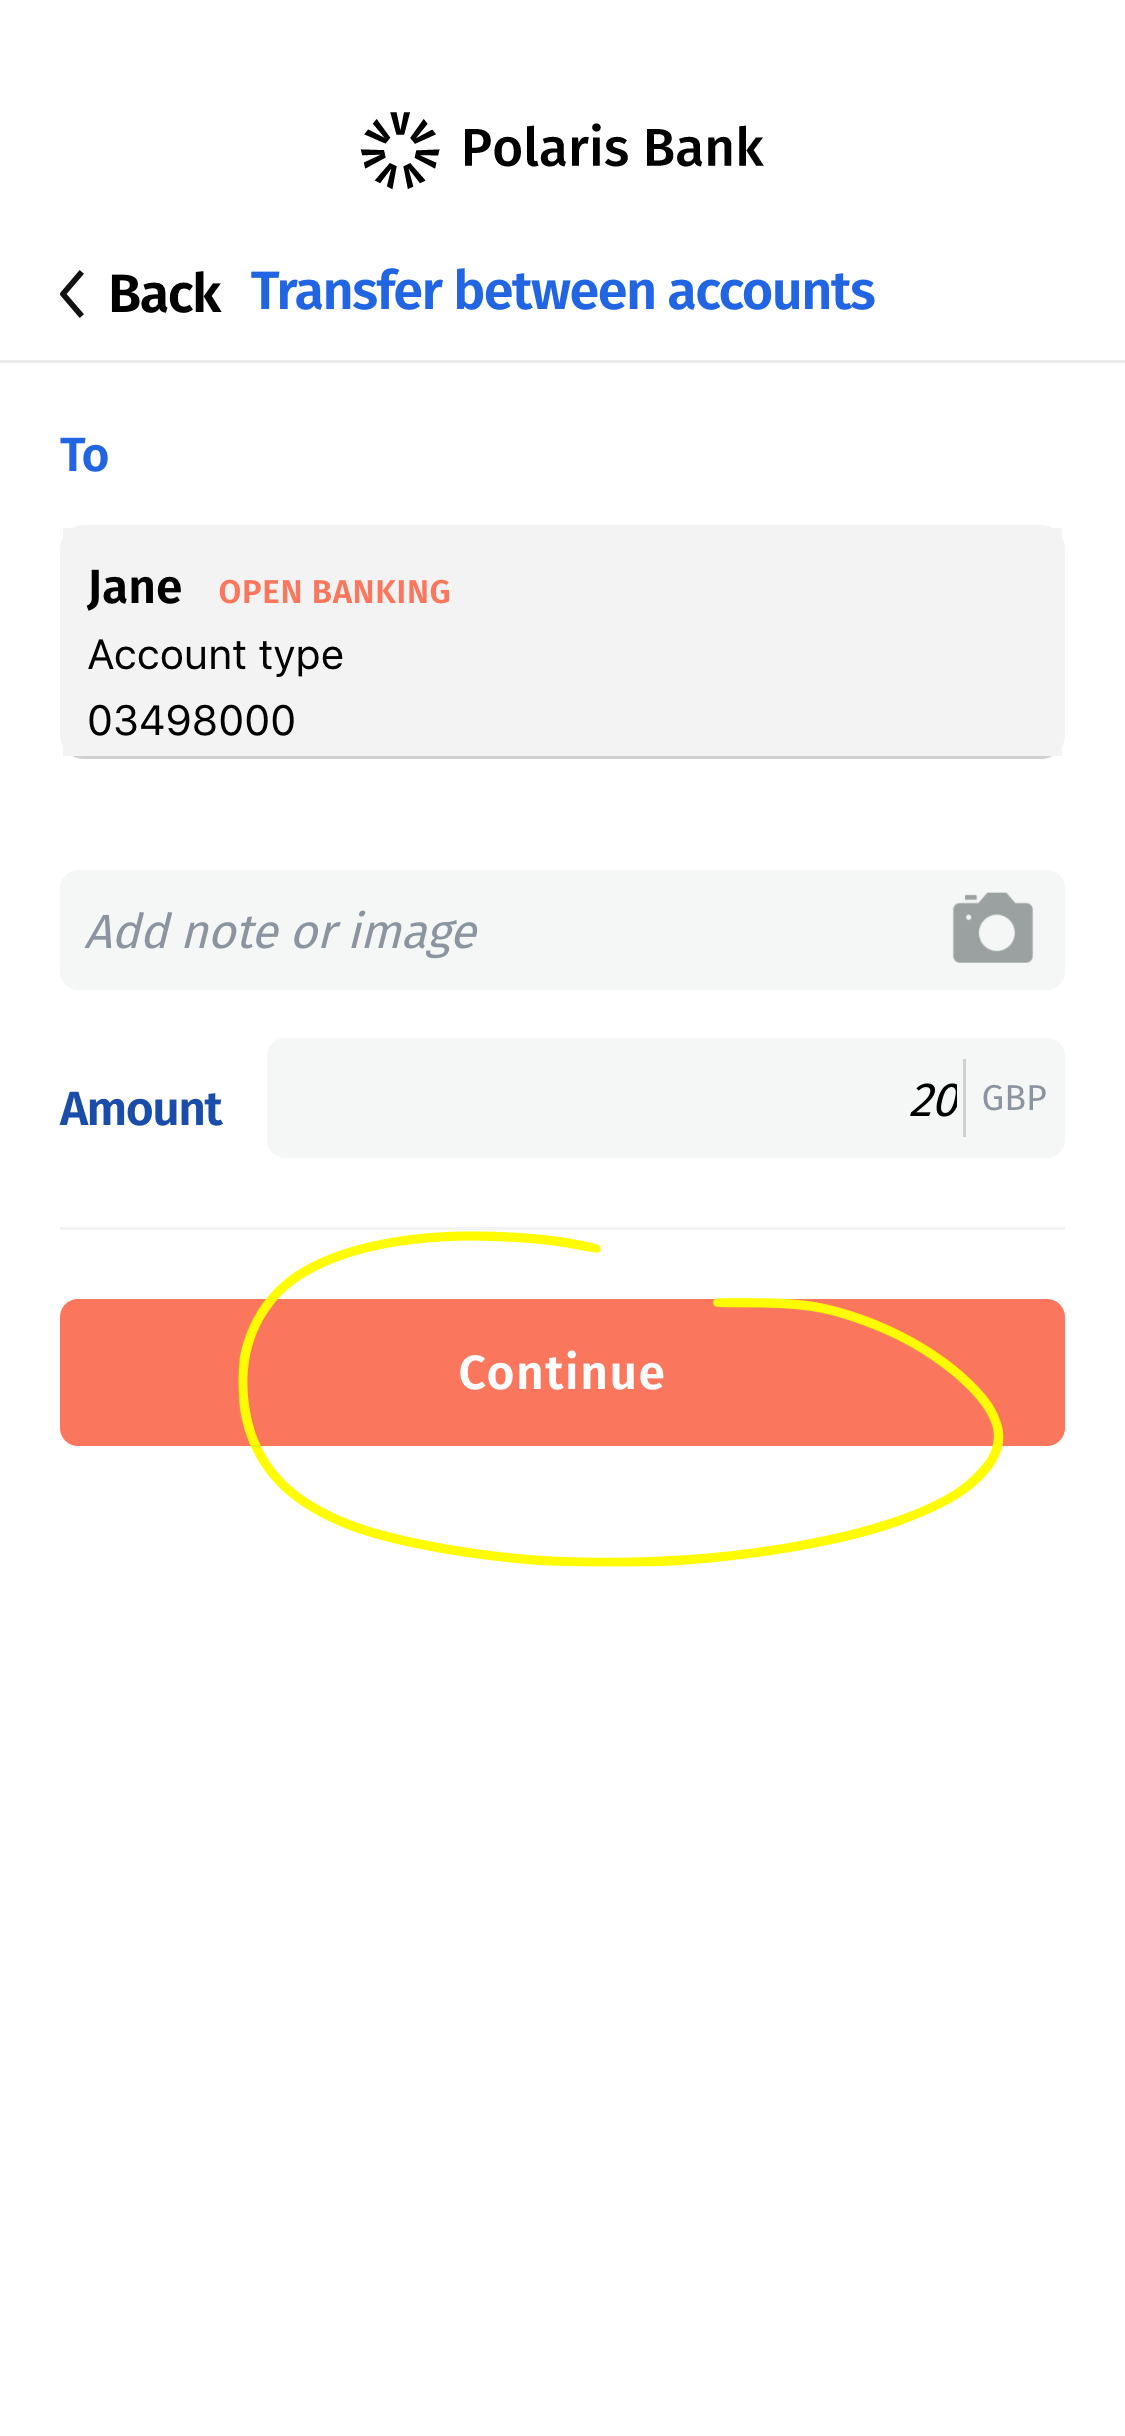 Polaris Bank
Back Transfer between accounts
To
Jane OPEN BANKING
Account type
03498000
Add note or image
Amount 20 GBP
Continue